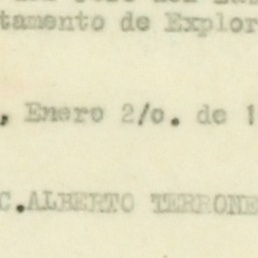 tamento de Explor
, Enero 2/o. de 1
C.ALBERTO TERRONE